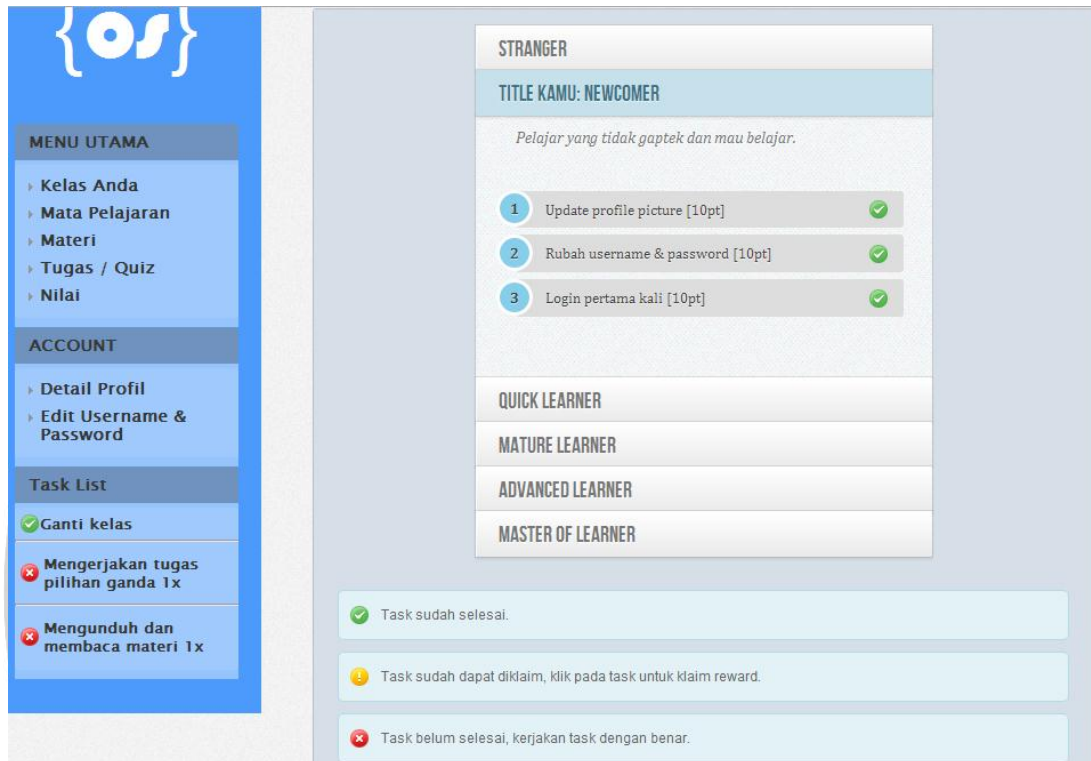 {os}
MENU UTAMA
Kelas Anda
Mata Pelajaran
Materi
Tugas / Quiz
Nilai
ACCOUNT
Detail Profil
Edit Username &
Password
Task List
Ganti kelas
Mengerjakan tugas
pilihan ganda 1x
Mengunduh dan
membaca materi 1x
STRANGER
TITLE KAMU: NEWCOMER
Pelajar yang tidak gaptek dan mau belajar.
1 Update profile picture [10pt]
2 Rubah username & password [10pt]
3 Login pertama kali [10pt]
QUICK LEARNER
MATURE LEARNER
ADVANCED LEARNER
MASTER OF LEARNER
Task sudah selesai.
Task sudah dapat diklaim, klik pada task untuk klaim reward.
Task belum selesai, kerjakan task dengan benar.